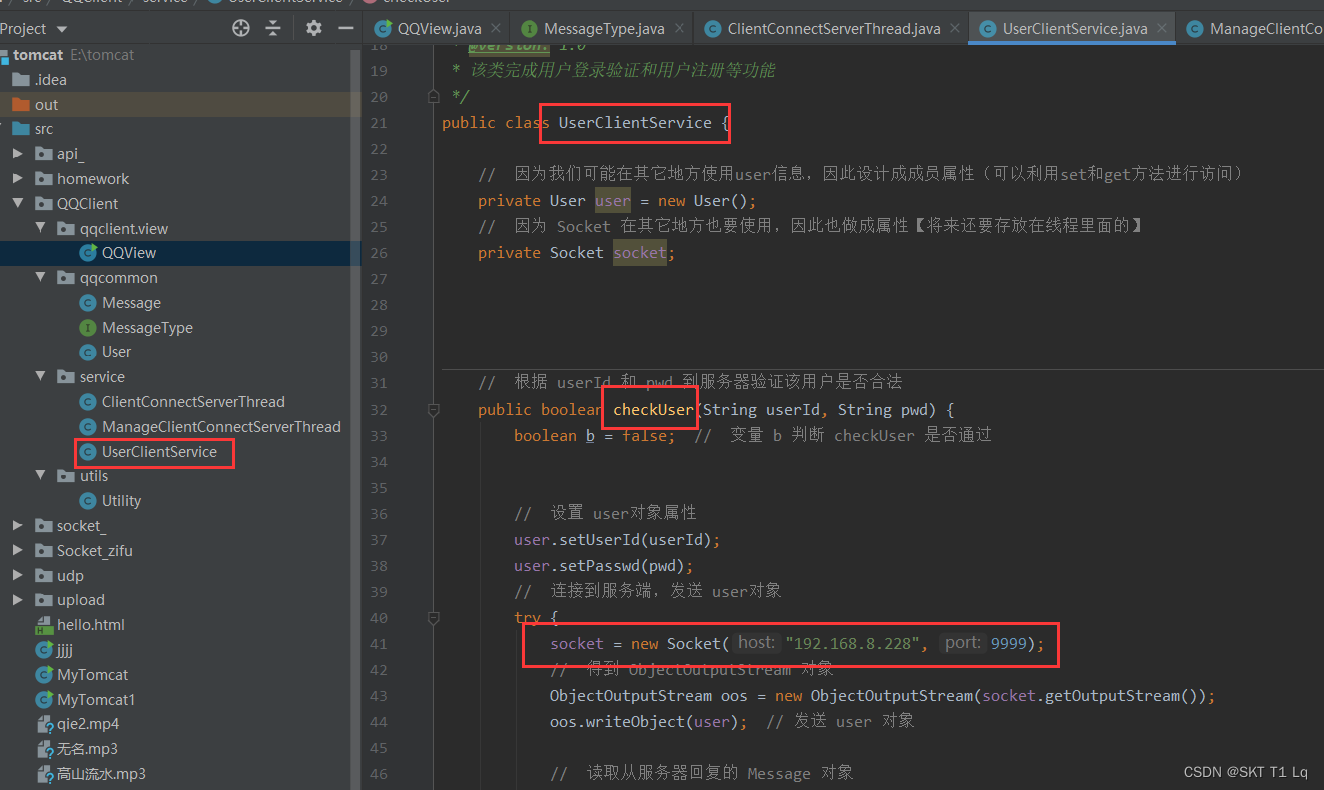 Project
QQView.java
MessageType.java
ClientConnectServerThread.java
UserClientService.java
ManageClientCo
tomcat E:\tomcat
.idea
out
src
api_
homework
QQClient
qqclient.view
QQView
qqcommon
Message
MessageType
User
service
ClientConnectServerThread
ManageClientConnectServerThread
UserClientService
utils
Utility
socket_
Socket_zifu
udp
upload
hello.html
jjjj
MyTomcat
MyTomcat1
qie2.mp4
无名.mp3
高山流水.mp3
18 * @version: 1.0
19 * 该类完成用户登录验证和用户注册等功能
20 */
21 public class UserClientService {
22
23 // 因为我们可能在其它地方使用user信息，因此设计成成员属性（可以利用set和get方法进行访问）
24 private User user = new User();
25 // 因为 Socket 在其它地方也要使用，因此也做成属性【将来还要存放在线程里面的】
26 private Socket socket;
27
28
29
30
31 // 根据 userId 和 pwd 到服务器验证该用户是否合法
32 public boolean checkUser(String userId, String pwd) {
33 boolean b = false; // 变量 b 判断 checkUser 是否通过
34
35
36 // 设置 user对象属性
37 user.setUserId(userId);
38 user.setPasswd(pwd);
39 // 连接到服务端，发送 user对象
40 try {
41 socket = new Socket( host: "192.168.8.228", port: 9999);
42 // 得到 ObjectOutputStream 对象
43 ObjectOutputStream oos = new ObjectOutputStream(socket.getOutputStream());
44 oos.writeObject(user); // 发送 user 对象
45
46 // 读取从服务器回复的 Message 对象
CSDN @SKT T1 Lq